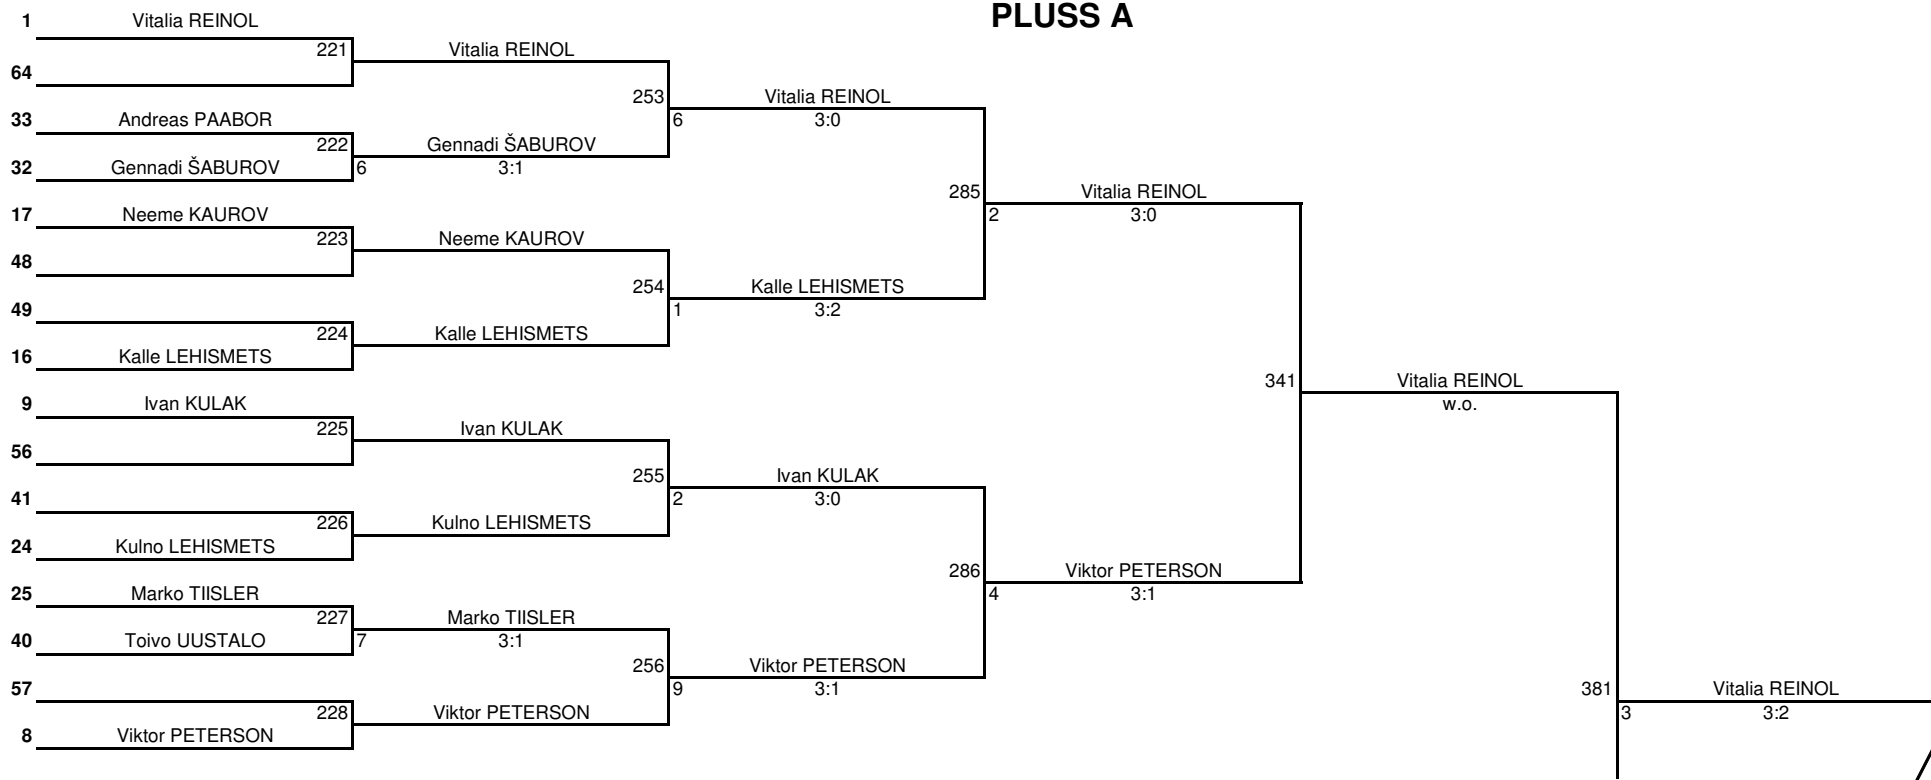 PLUSS A
1 Vitalia REINOL
221 Vitalia REINOL
64
253 Vitalia REINOL
33 Andreas PAABOR
6 3:0
222 Gennadi ŠABUROV
32 Gennadi ŠABUROV
6 3:1
285 Vitalia REINOL
17 Neeme KAUROV
2 3:0
223 Neeme KAUROV
48
254 Kalle LEHISMETS
49
1 3:2
224 Kalle LEHISMETS
16 Kalle LEHISMETS
341 Vitalia REINOL
9 Ivan KULAK
w.o.
225 Ivan KULAK
56
255 Ivan KULAK
41
2 3:0
226 Kulno LEHISMETS
24 Kulno LEHISMETS
286 Viktor PETERSON
25 Marko TIISLER
4 3:1
227 Marko TIISLER
40 Toivo UUSTALO
7 3:1
256 Viktor PETERSON
57
9 3:1
381 Vitalia REINOL
228 Viktor PETERSON
3 3:2
8 Viktor PETERSON